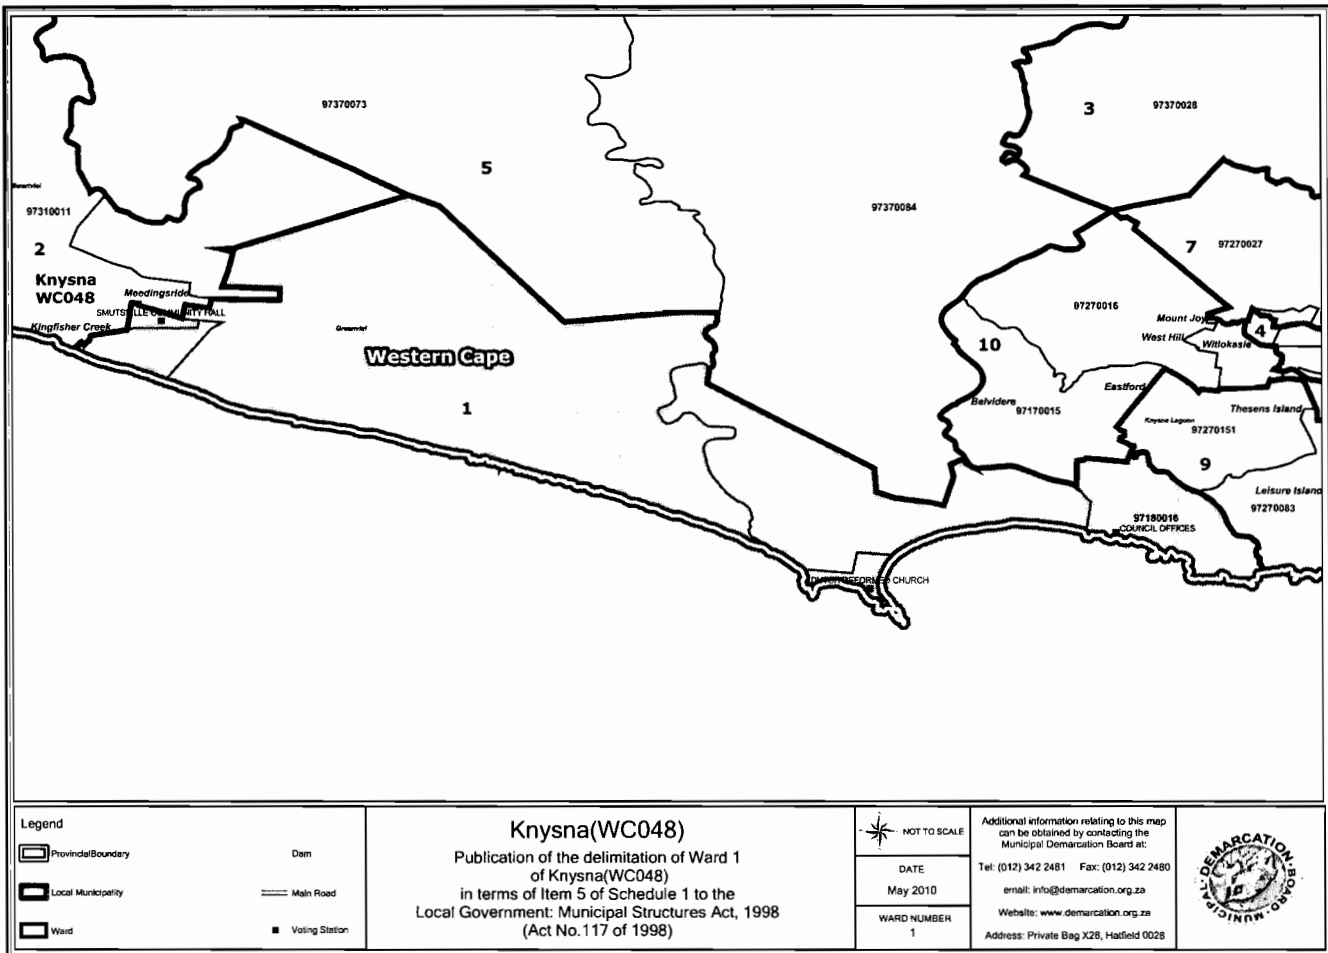 97370073
3
97370028
5
97370084
97310011
2
Knysna
WC048
7
97270027
97270016
SMUTSVILLE COMMUNITY HALL
Kingfisher Creek
Mount Joy
West Hill
Witlokasie
4
Western Cape
10
1
Eastford
Belvidere
97170015
Thesens Island
Knysna Lagoon
97270151
9
Leisure Island
97270083
97180016
COUNCIL OFFICES
REFORMED CHURCH
Legend
ProvincialBoundary
Dam
Local Municipality
Main Road
Ward
Voting Station
Knysna(WC048)
Publication of the delimitation of Ward 1
of Knysna(WC048)
in terms of Item 5 of Schedule 1 to the
Local Government: Municipal Structures Act, 1998
(Act No.117 of 1998)
NOT TO SCALE
DATE
May 2010
WARD NUMBER
1
Additional information relating to this map
can be obtained by contacting the
Municipal Demarcation Board at:
Tel: (012) 342 2481 Fax: (012) 342 2480
email: info@demarcation.org.za
Website: www.demarcation.org.za
Address: Private Bag X28, Hatfield 0028
MUNICIPAL DEMARCATION BOARD